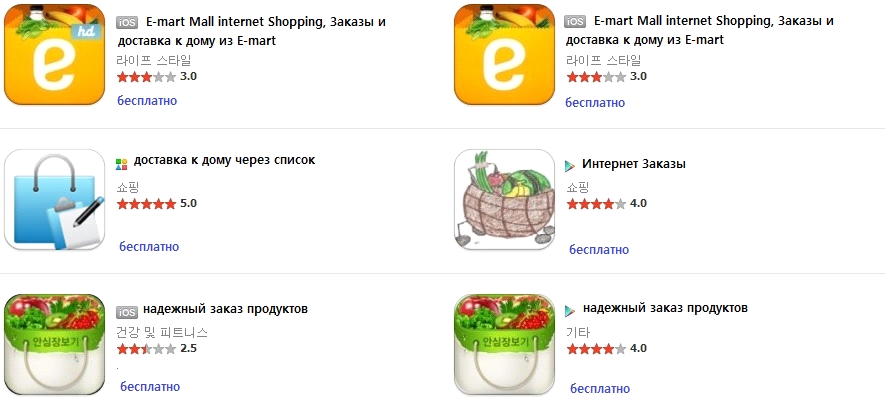 e
hd
iOS E-mart Mall internet Shopping, Заказы и
доставка к дому из E-mart
라이프 스타일
3.0
бесплатно
e
iOS E-mart Mall internet Shopping, Заказы и
доставка к дому из E-mart
라이프 스타일
3.0
бесплатно
доставка к дому через список
쇼핑
5.0
бесплатно
Интернет Заказы
쇼핑
4.0
бесплатно
안심장보기
iOS надежный заказ продуктов
건강 및 피트니스
2.5
.
бесплатно
안심장보기
надежный заказ продуктов
기타
4.0
бесплатно